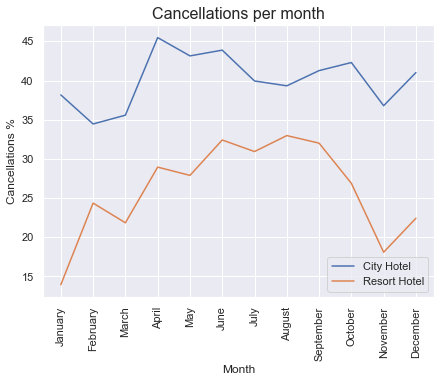 Cancellations per month
Cancellations %
45
40
35
30
25
20
15
City Hotel
Resort Hotel
January
February
March
April
May
June
July
August
September
October
November
December
Month